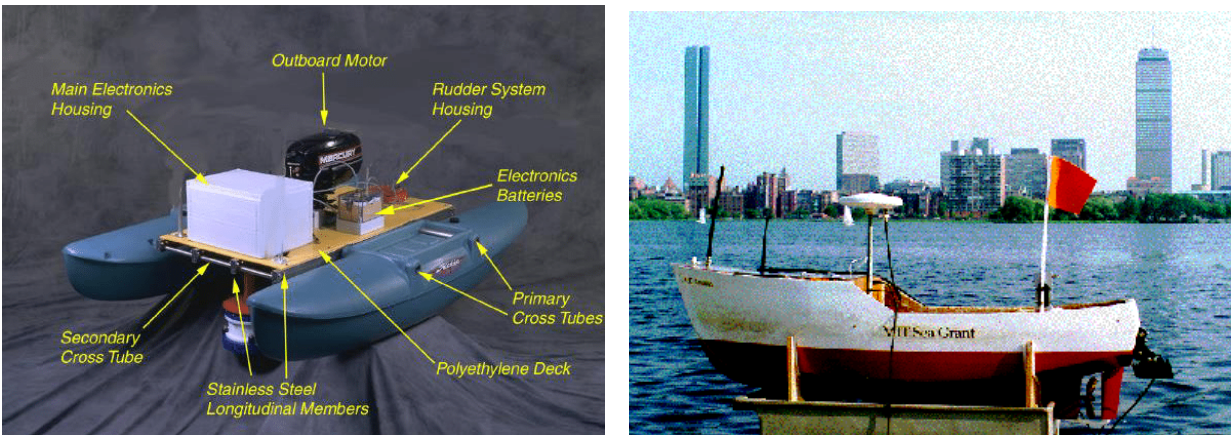 Outboard Motor
Main Electronics
Housing
Rudder System
Housing
MERCURY
Electronics
Batteries
Primary
Cross Tubes
Secondary
Cross Tube
Polyethylene Deck
Stainless Steel
Longitudinal Members
MIT Sea Grant